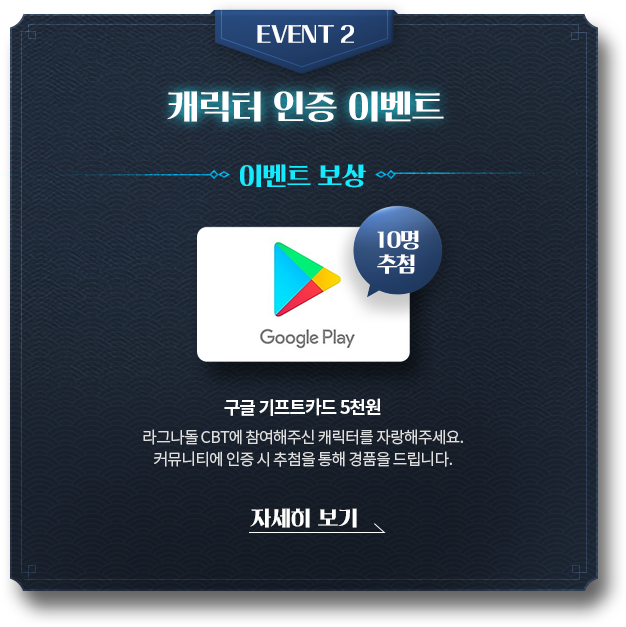 EVENT 2
캐릭터 인증 이벤트
이벤트 보상
10명
추첨
Google Play
구글 기프트카드 5천원
라그나돌 CBT에 참여해주신 캐릭터를 자랑해주세요.
커뮤니티에 인증 시 추첨을 통해 경품을 드립니다.
자세히 보기